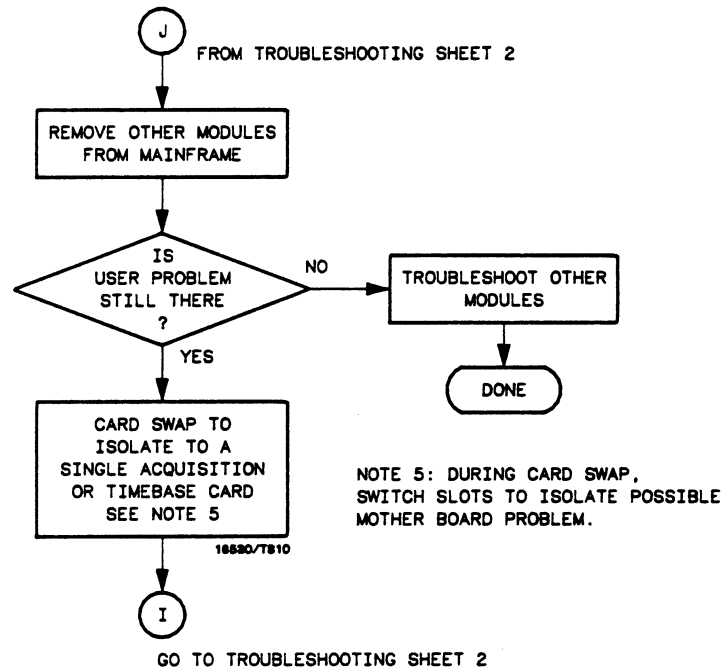 J
FROM TROUBLESHOOTING SHEET 2
REMOVE OTHER MODULES
FROM MAINFRAME
IS
USER PROBLEM
STILL THERE
?
NO
TROUBLESHOOT OTHER
MODULES
DONE
YES
CARD SWAP TO
ISOLATE TO A
SINGLE ACQUISITION
OR TIMEBASE CARD
SEE NOTE 5
NOTE 5: DURING CARD SWAP,
SWITCH SLOTS TO ISOLATE POSSIBLE
MOTHER BOARD PROBLEM.
16530/TS10
I
GO TO TROUBLESHOOTING SHEET 2